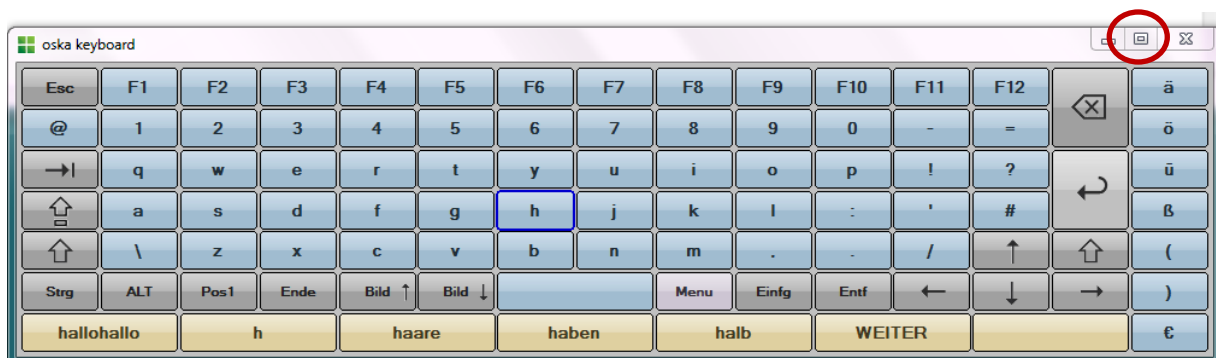 oska keyboard
Esc F1 F2 F3 F4 F5 F6 F7 F8 F9 F10 F11 F12 ä
@ 1 2 3 4 5 6 7 8 9 0 - = ö
q w e r t y u i o p ! ? ü
a s d f g h j k l : ' # ß
\ z x c v b n m . . / (
Strg ALT Pos1 Ende Bild ↑ Bild ↓ Menu Einfg Entf ← ↓ → )
hallohallo h haare haben halb WEITER €